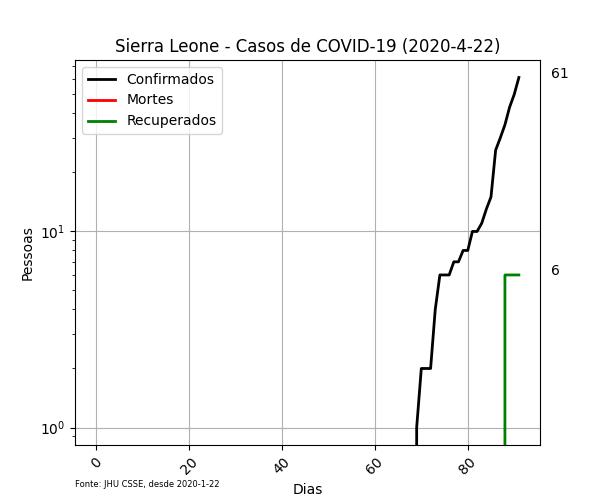 Sierra Leone - Casos de COVID-19 (2020-4-22)
Confirmados
Mortes
Recuperados
61
6
Pessoas
10¹
10⁰
0
20
40
60
80
Dias
Fonte: JHU CSSE, desde 2020-1-22